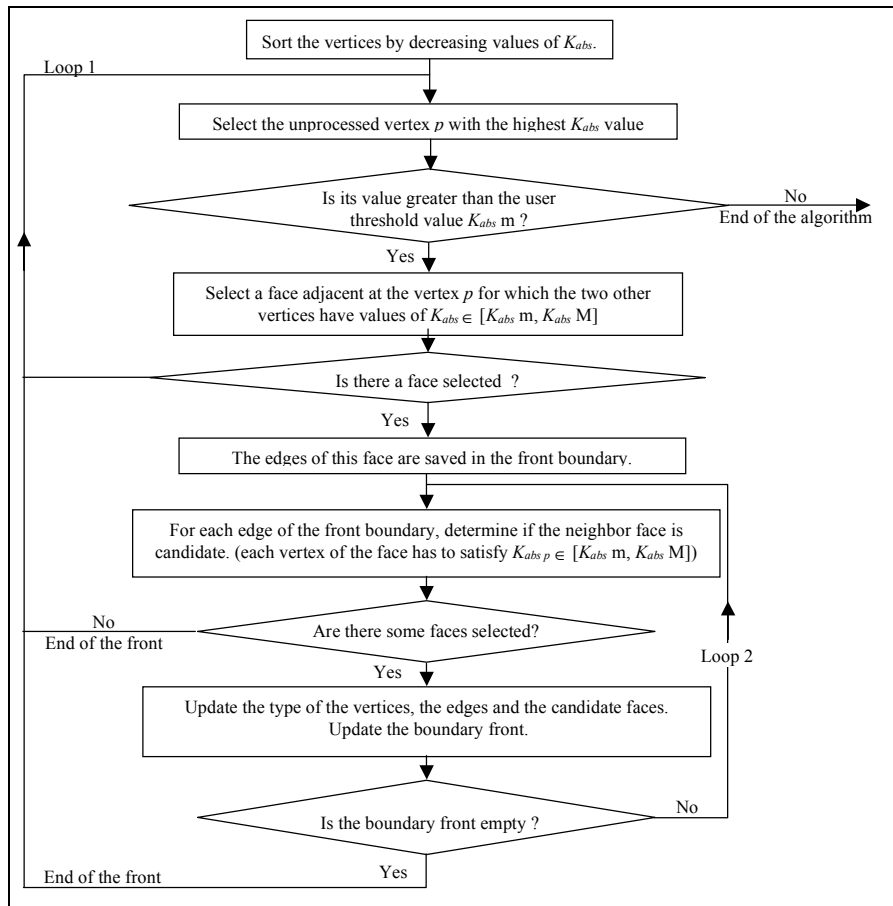 Sort the vertices by decreasing values of Kabs.
Loop 1
Select the unprocessed vertex p with the highest Kabs value
Is its value greater than the user
threshold value Kabs m ?
No
End of the algorithm
Yes
Select a face adjacent at the vertex p for which the two other
vertices have values of Kabs ∈ [Kabs m, Kabs M]
Is there a face selected ?
Yes
The edges of this face are saved in the front boundary.
For each edge of the front boundary, determine if the neighbor face is
candidate. (each vertex of the face has to satisfy Kabs p ∈ [Kabs m, Kabs M])
No
End of the front
Are there some faces selected?
Loop 2
Yes
Update the type of the vertices, the edges and the candidate faces.
Update the boundary front.
Is the boundary front empty ?
No
Yes
End of the front